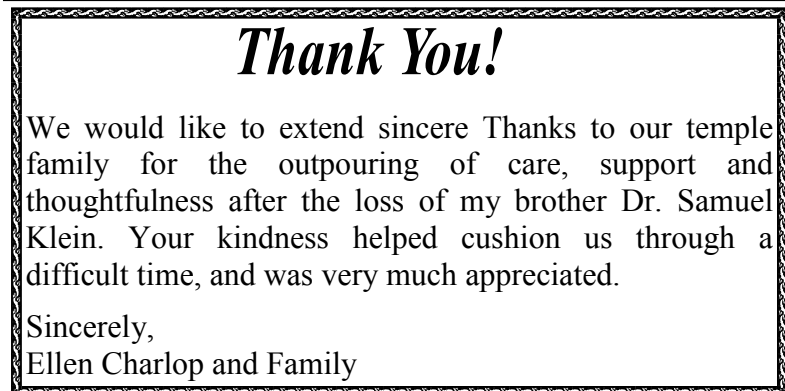 Thank You!
We would like to extend sincere Thanks to our temple
family for the outpouring of care, support and
thoughtfulness after the loss of my brother Dr. Samuel
Klein. Your kindness helped cushion us through a
difficult time, and was very much appreciated.
Sincerely,
Ellen Charlop and Family